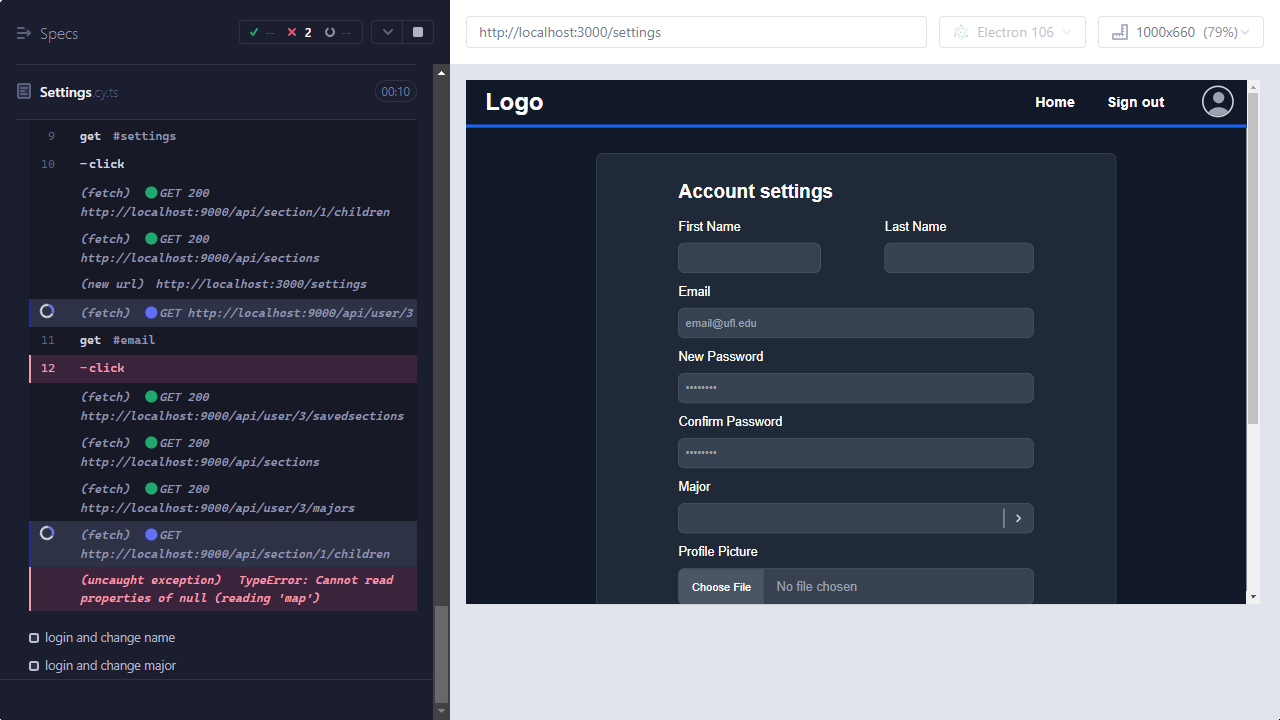 Specs
-- 2 --
Settings.cy.ts
00:10
9 get #settings
10 -click
(fetch) GET 200
http://localhost:9000/api/section/1/children
(fetch) GET 200
http://localhost:9000/api/sections
(new url) http://localhost:3000/settings
(fetch) GET http://localhost:9000/api/user/3
11 get #email
12 -click
(fetch) GET 200
http://localhost:9000/api/user/3/savedsections
(fetch) GET 200
http://localhost:9000/api/sections
(fetch) GET 200
http://localhost:9000/api/user/3/majors
(fetch) GET
http://localhost:9000/api/section/1/children
(uncaught exception) TypeError: Cannot read
properties of null (reading 'map')
login and change name
login and change major
http://localhost:3000/settings
Electron 106
1000x660 (79%)
Logo
Home
Sign out
Account settings
First Name
Last Name
Email
email@ufl.edu
New Password
••••••••
Confirm Password
••••••••
Major
Profile Picture
Choose File
No file chosen